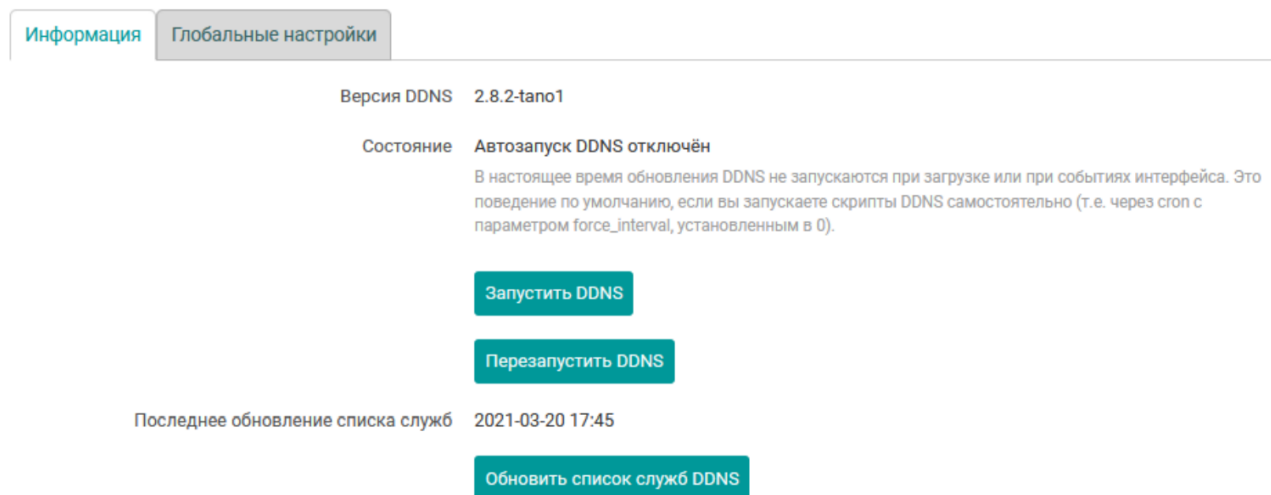 Информация Глобальные настройки
Версия DDNS 2.8.2-tano1
Состояние Автозапуск DDNS отключён
В настоящее время обновления DDNS не запускаются при загрузке или при событиях интерфейса. Это
поведение по умолчанию, если вы запускаете скрипты DDNS самостоятельно (т.е. через cron с
параметром force_interval, установленным в 0).
Запустить DDNS
Перезапустить DDNS
Последнее обновление списка служб 2021-03-20 17:45
Обновить список служб DDNS